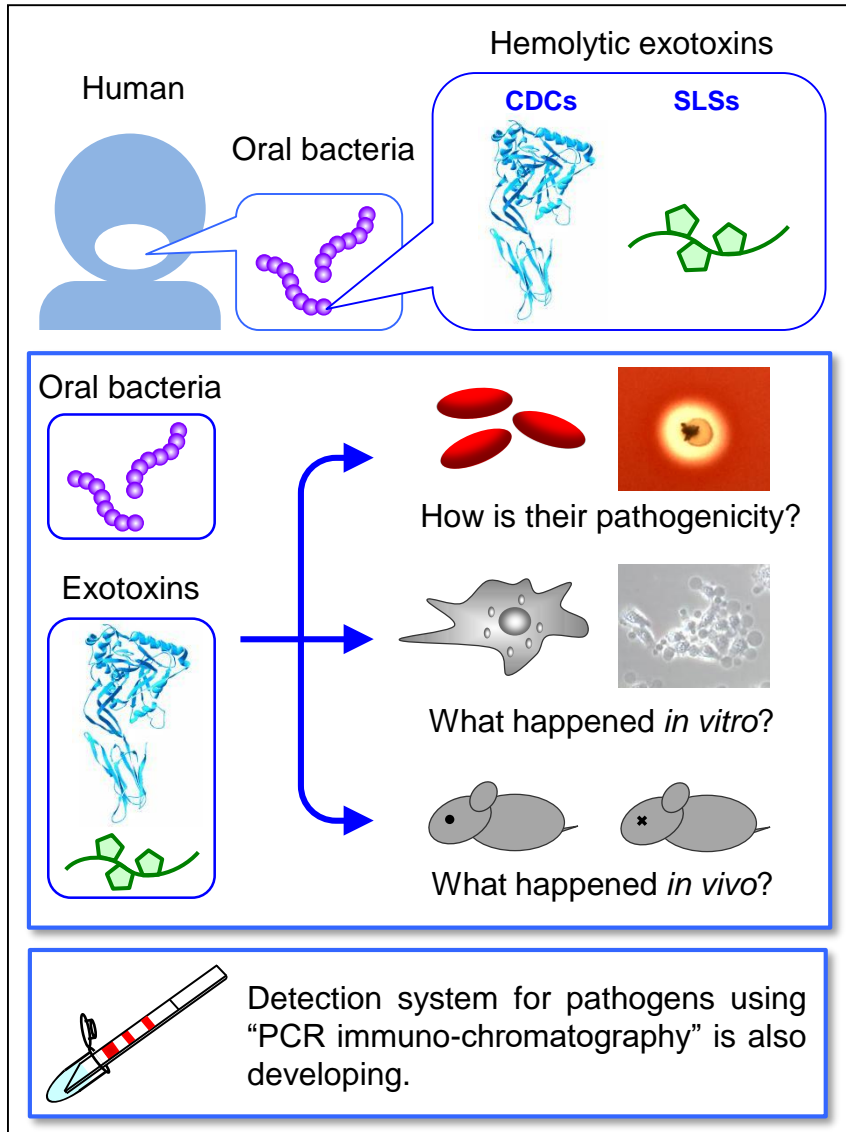 Hemolytic exotoxins
Human
CDCs
SLSs
Oral bacteria
Oral bacteria
How is their pathogenicity?
Exotoxins
What happened in vitro?
What happened in vivo?
Detection system for pathogens using
“PCR immuno-chromatography” is also
developing.